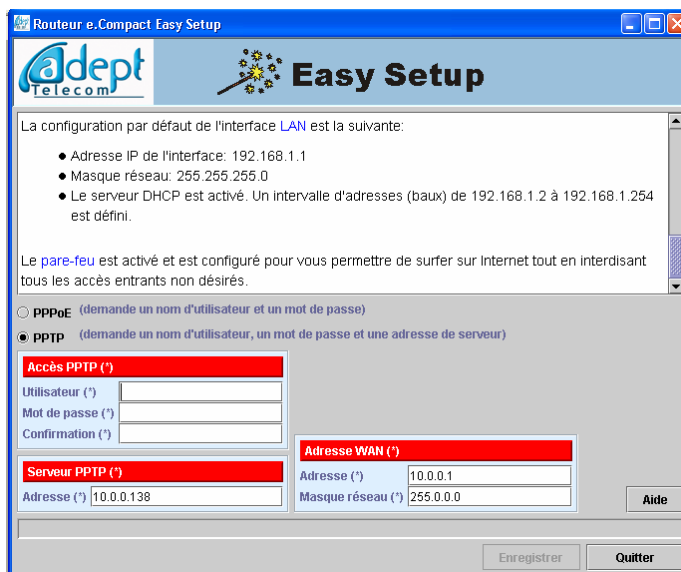 Routeur e.Compact Easy Setup
adept
Telecom
Easy Setup
La configuration par défaut de l'interface LAN est la suivante:
● Adresse IP de l'interface: 192.168.1.1
● Masque réseau: 255.255.255.0
● Le serveur DHCP est activé. Un intervalle d'adresses (baux) de 192.168.1.2 à 192.168.1.254
est défini.
Le pare-feu est activé et est configuré pour vous permettre de surfer sur Internet tout en interdisant
tous les accès entrants non désirés.
PPPoE (demande un nom d'utilisateur et un mot de passe)
PPTP (demande un nom d'utilisateur, un mot de passe et une adresse de serveur)
Accès PPTP (*)
Utilisateur (*)
Mot de passe (*)
Confirmation (*)
Serveur PPTP (*)
Adresse (*) 10.0.0.138
Adresse WAN (*)
Adresse (*) 10.0.0.1
Masque réseau (*) 255.0.0.0
Aide
Enregistrer
Quitter